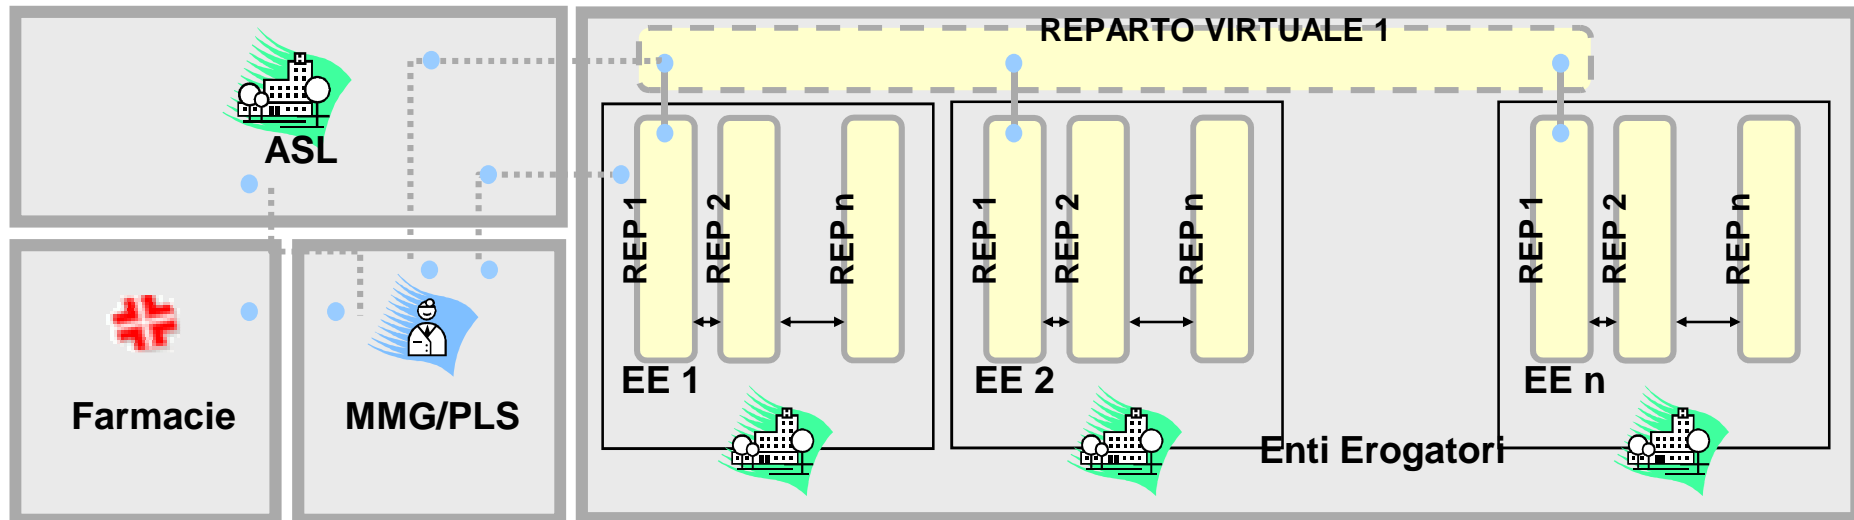 REPARTO VIRTUALE 1
ASL
REP 1
REP 2
REP n
REP 1
REP 2
REP n
REP 1
REP 2
REP n
EE 1
EE 2
EE n
Farmacie
MMG/PLS
Enti Erogatori